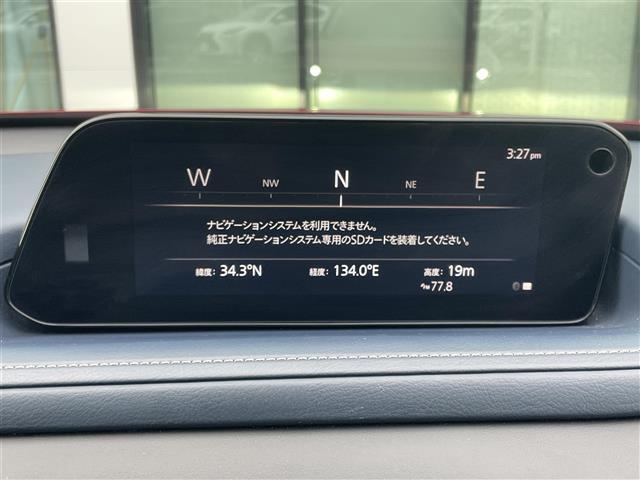 3:27pm
W NW N NE E
ナビゲーションシステムを利用できません。
純正ナビゲーションシステム専用のSDカードを装着してください。
緯度: 34.3°N 経度: 134.0°E 高度: 19m
FM 77.8